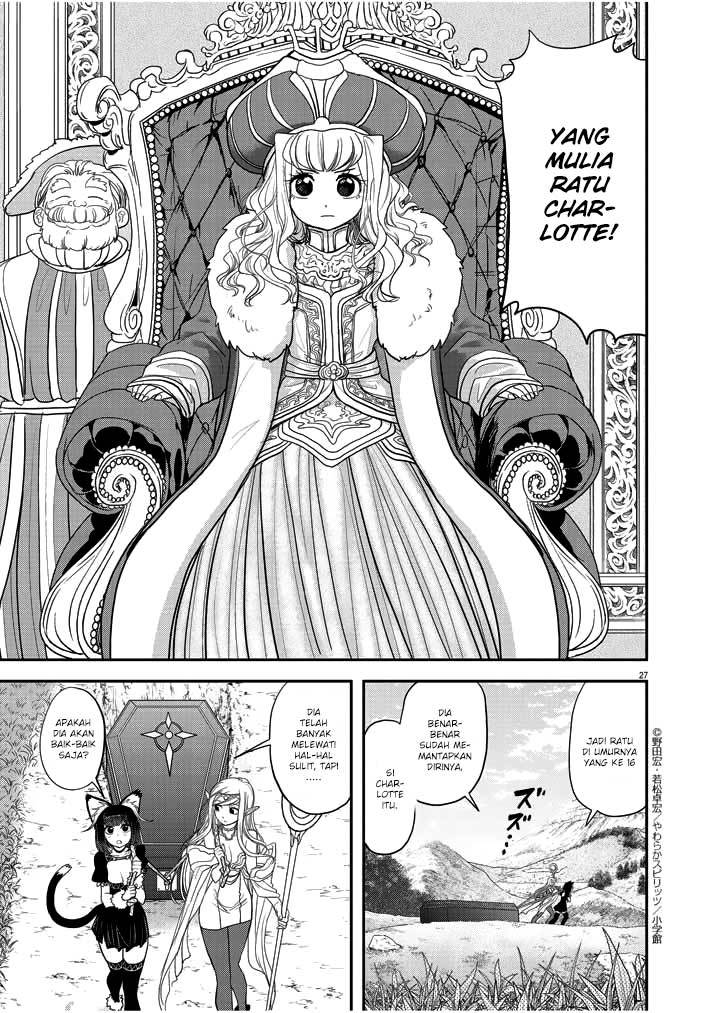 YANG
MULIA
RATU
CHAR-
LOTTE!
27
JADI RATU
DI UMURNYA
YANG KE 16
DIA
BENAR-
BENAR
SUDAH ME-
MANTAPKAN
DIRINYA,
SI
CHAR-
LOTTE
ITU.
ズ
ズ...
DIA
TELAH
BANYAK
MELEWATI
HAL-HAL
SULIT, TAPI
......
APAKAH
DIA AKAN
BAIK-BAIK
SAJA?
©野田宏・若松卓宏／やわらかスピリッツ／小学館